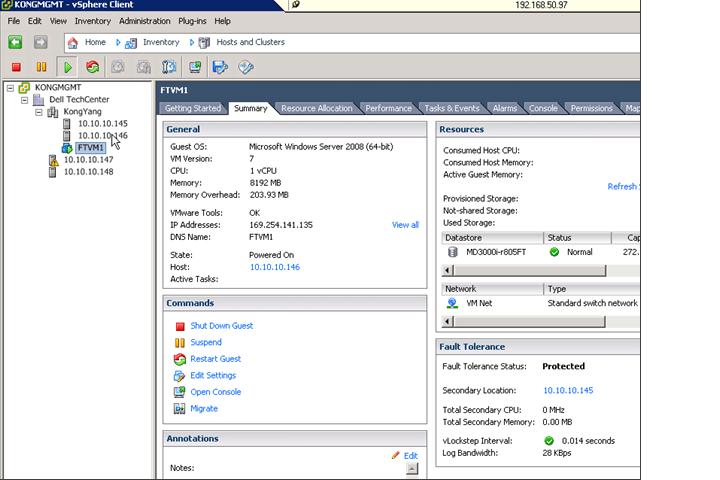 KONGMGMT - vSphere Client
192.168.50.97
File Edit View Inventory Administration Plug-ins Help
Home Inventory Hosts and Clusters
KONGMGMT
Dell TechCenter
KongYang
10.10.10.145
10.10.10.146
FTVM1
10.10.10.147
10.10.10.148
FTVM1
Getting Started Summary Resource Allocation Performance Tasks & Events Alarms Console Permissions Map
General
Guest OS: Microsoft Windows Server 2008 (64-bit)
VM Version: 7
CPU: 1 vCPU
Memory: 8192 MB
Memory Overhead: 203.93 MB
VMware Tools: OK
IP Addresses: 169.254.141.135 View all
DNS Name: FTVM1
State: Powered On
Host: 10.10.10.146
Active Tasks:
Commands
Shut Down Guest
Suspend
Restart Guest
Edit Settings
Open Console
Migrate
Annotations
Edit
Notes:
Resources
Consumed Host CPU:
Consumed Host Memory:
Active Guest Memory:
Refresh
Provisioned Storage:
Not-shared Storage:
Used Storage:
Datastore Status Cap
MD3000i-r805FT Normal 272.
Network Type
VM Net Standard switch network
Fault Tolerance
Fault Tolerance Status: Protected
Secondary Location: 10.10.10.145
Total Secondary CPU: 0 MHz
Total Secondary Memory: 0.00 MB
vLockstep Interval: 0.014 seconds
Log Bandwidth: 28 KBps